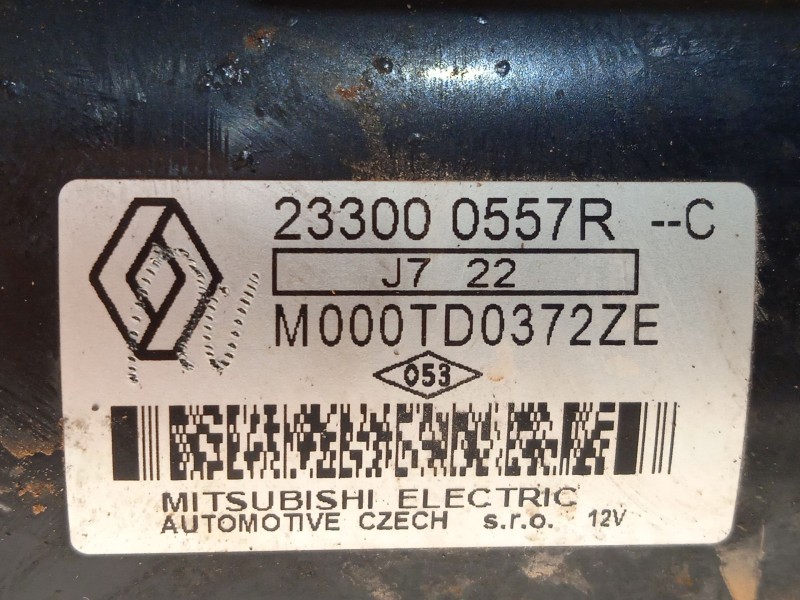 23300 0557R --C
J7 22
M000TD0372ZE
053
MITSUBISHI ELECTRIC
AUTOMOTIVE CZECH s.r.o. 12V